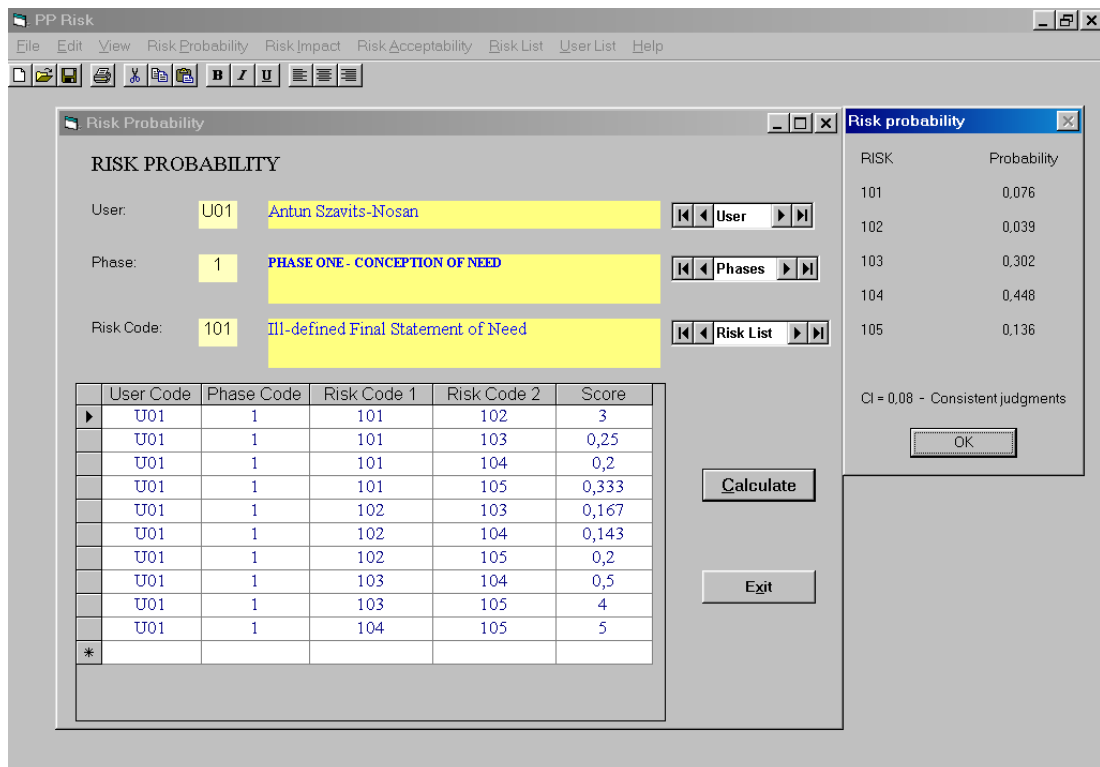 PP Risk
File Edit View Risk Probability Risk Impact Risk Acceptability Risk List User List Help
B I U
Risk Probability
RISK PROBABILITY
User: U01 Antun Szavits-Nosan User
Phase: 1 PHASE ONE - CONCEPTION OF NEED Phases
Risk Code: 101 Ill-defined Final Statement of Need Risk List
User Code Phase Code Risk Code 1 Risk Code 2 Score
U01 1 101 102 3
U01 1 101 103 0,25
U01 1 101 104 0,2
U01 1 101 105 0,333
U01 1 102 103 0,167
U01 1 102 104 0,143
U01 1 102 105 0,2
U01 1 103 104 0,5
U01 1 103 105 4
U01 1 104 105 5
*
Calculate
Exit
Risk probability
RISK Probability
101 0,076
102 0,039
103 0,302
104 0,448
105 0,136
CI = 0,08 - Consistent judgments
OK